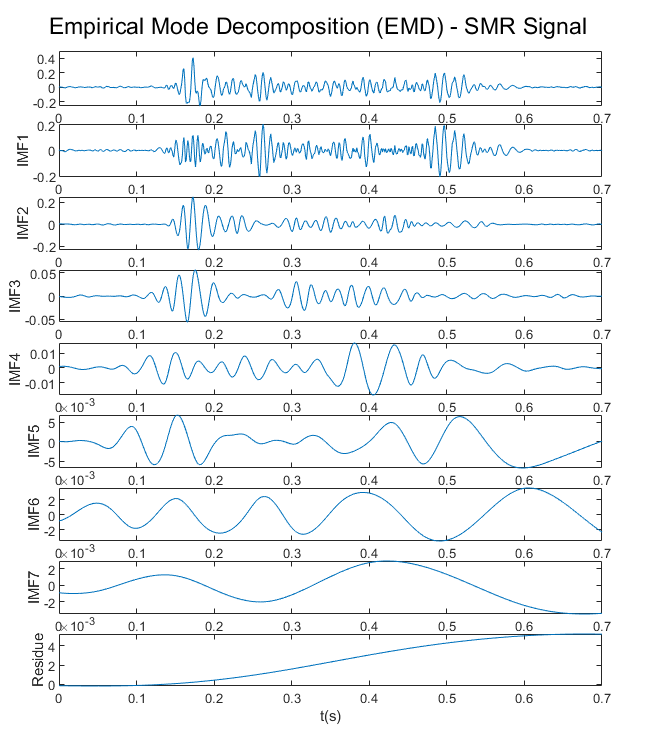 Empirical Mode Decomposition (EMD) - SMR Signal
0.4
0.2
0
-0.2
0 0.1 0.2 0.3 0.4 0.5 0.6 0.7
IMF1
0.2
0
-0.2
0 0.1 0.2 0.3 0.4 0.5 0.6 0.7
IMF2
0.2
0
-0.2
0 0.1 0.2 0.3 0.4 0.5 0.6 0.7
IMF3
0.05
0
-0.05
0 0.1 0.2 0.3 0.4 0.5 0.6 0.7
IMF4
0.01
0
-0.01
0 0.1 0.2 0.3 0.4 0.5 0.6 0.7
×10-3
IMF5
5
0
-5
0 0.1 0.2 0.3 0.4 0.5 0.6 0.7
×10-3
IMF6
2
0
-2
0 0.1 0.2 0.3 0.4 0.5 0.6 0.7
×10-3
IMF7
2
0
-2
0 0.1 0.2 0.3 0.4 0.5 0.6 0.7
×10-3
Residue
4
2
0
0 0.1 0.2 0.3 0.4 0.5 0.6 0.7
t(s)